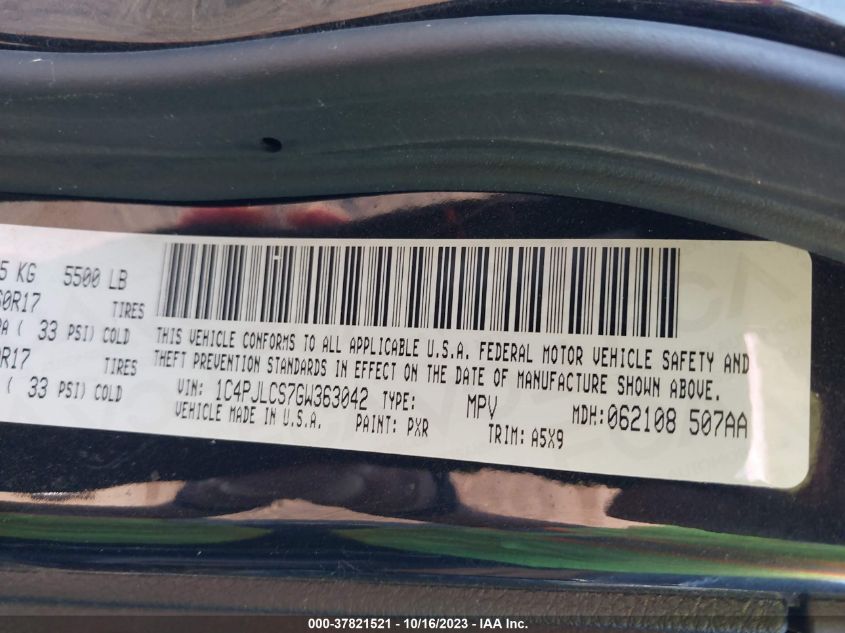 5 KG 5500 LB
60R17 TIRES
PA ( 33 PSI) COLD
0R17 TIRES
( 33 PSI) COLD
THIS VEHICLE CONFORMS TO ALL APPLICABLE U.S.A. FEDERAL MOTOR VEHICLE SAFETY AND
THEFT PREVENTION STANDARDS IN EFFECT ON THE DATE OF MANUFACTURE SHOWN ABOVE.
VIN: 1C4PJLCS7GW363042 TYPE: MPV MDH:062108 507AA
VEHICLE MADE IN U.S.A. PAINT: PXR TRIM: A5X9
000-37821521 - 10/16/2023 - IAA Inc.